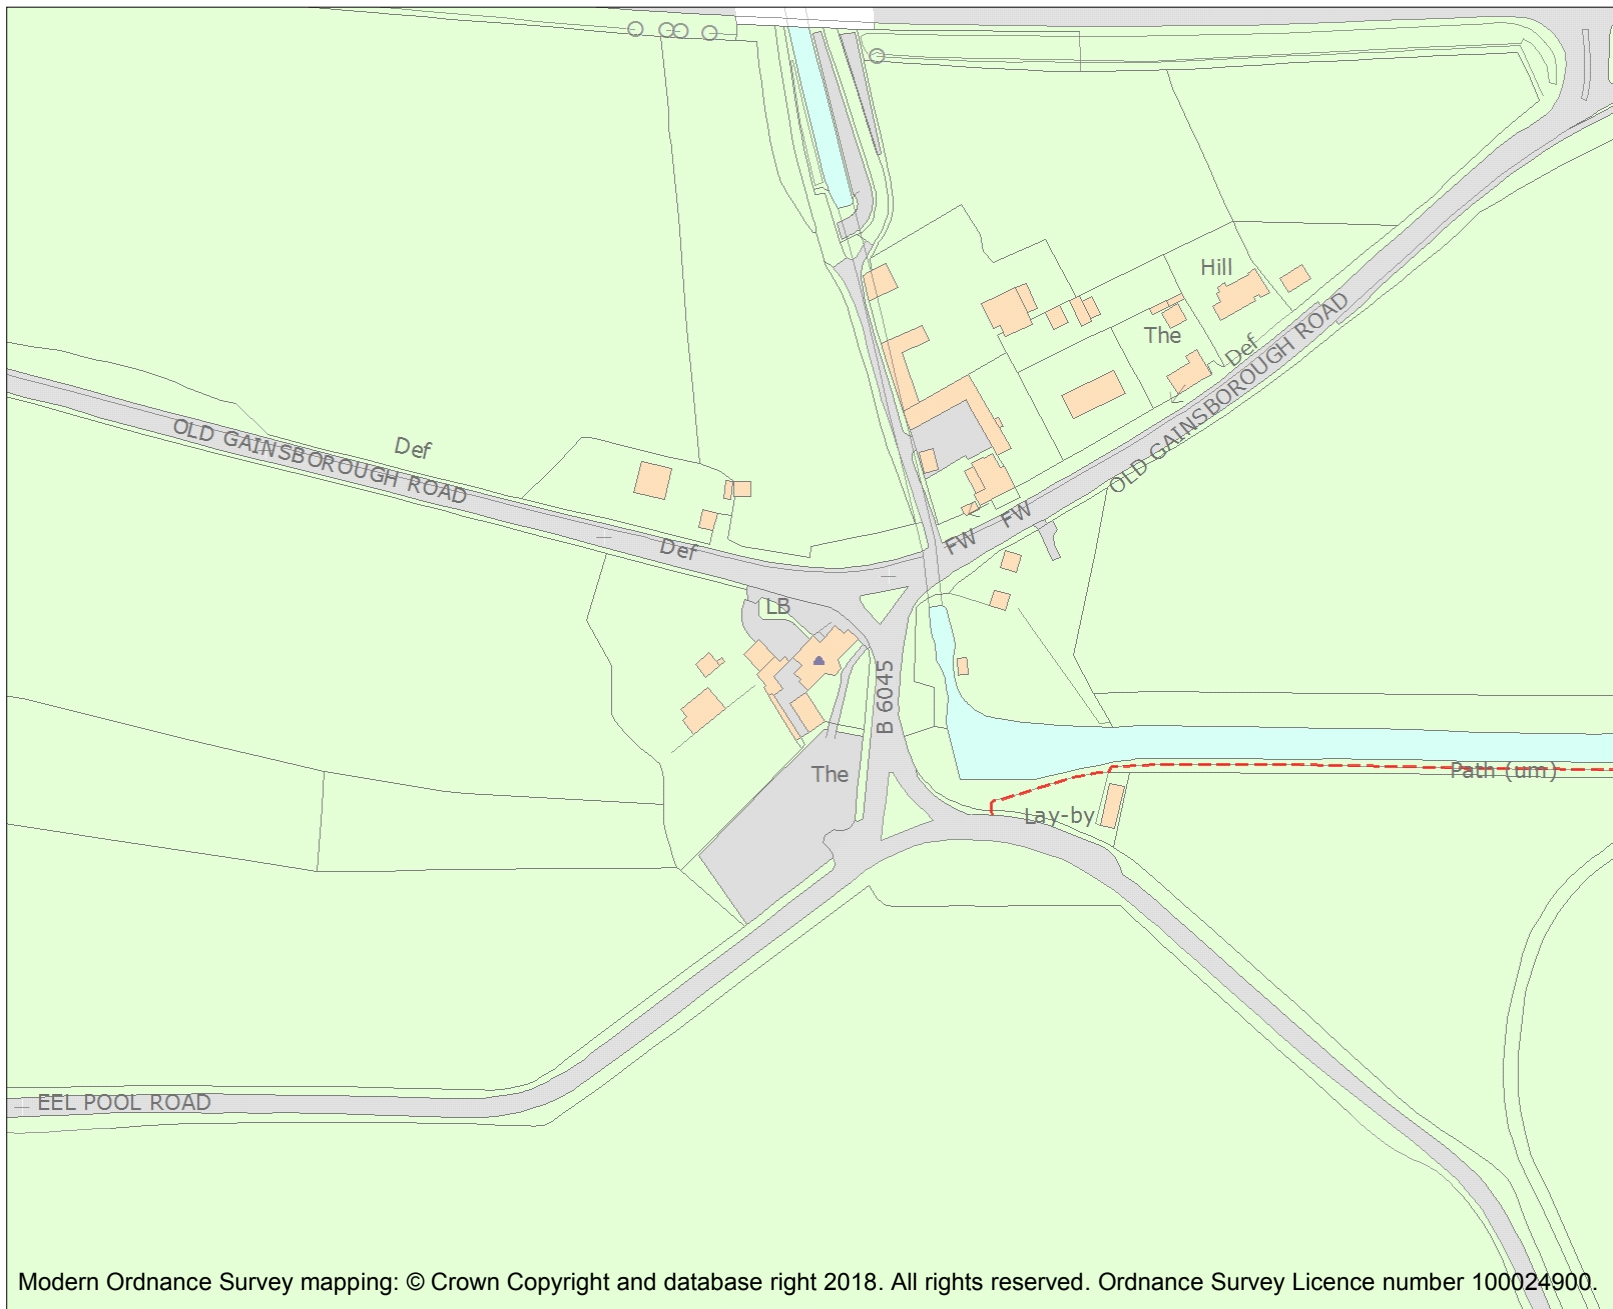 Hill
The
Def
OLD GAINSBOROUGH ROAD
Def
OLD GAINSBOROUGH ROAD
FW
FW
Def
LB
B 6045
The
Path (um)
Lay-by
EEL POOL ROAD
Modern Ordnance Survey mapping: © Crown Copyright and database right 2018. All rights reserved. Ordnance Survey Licence number 100024900.